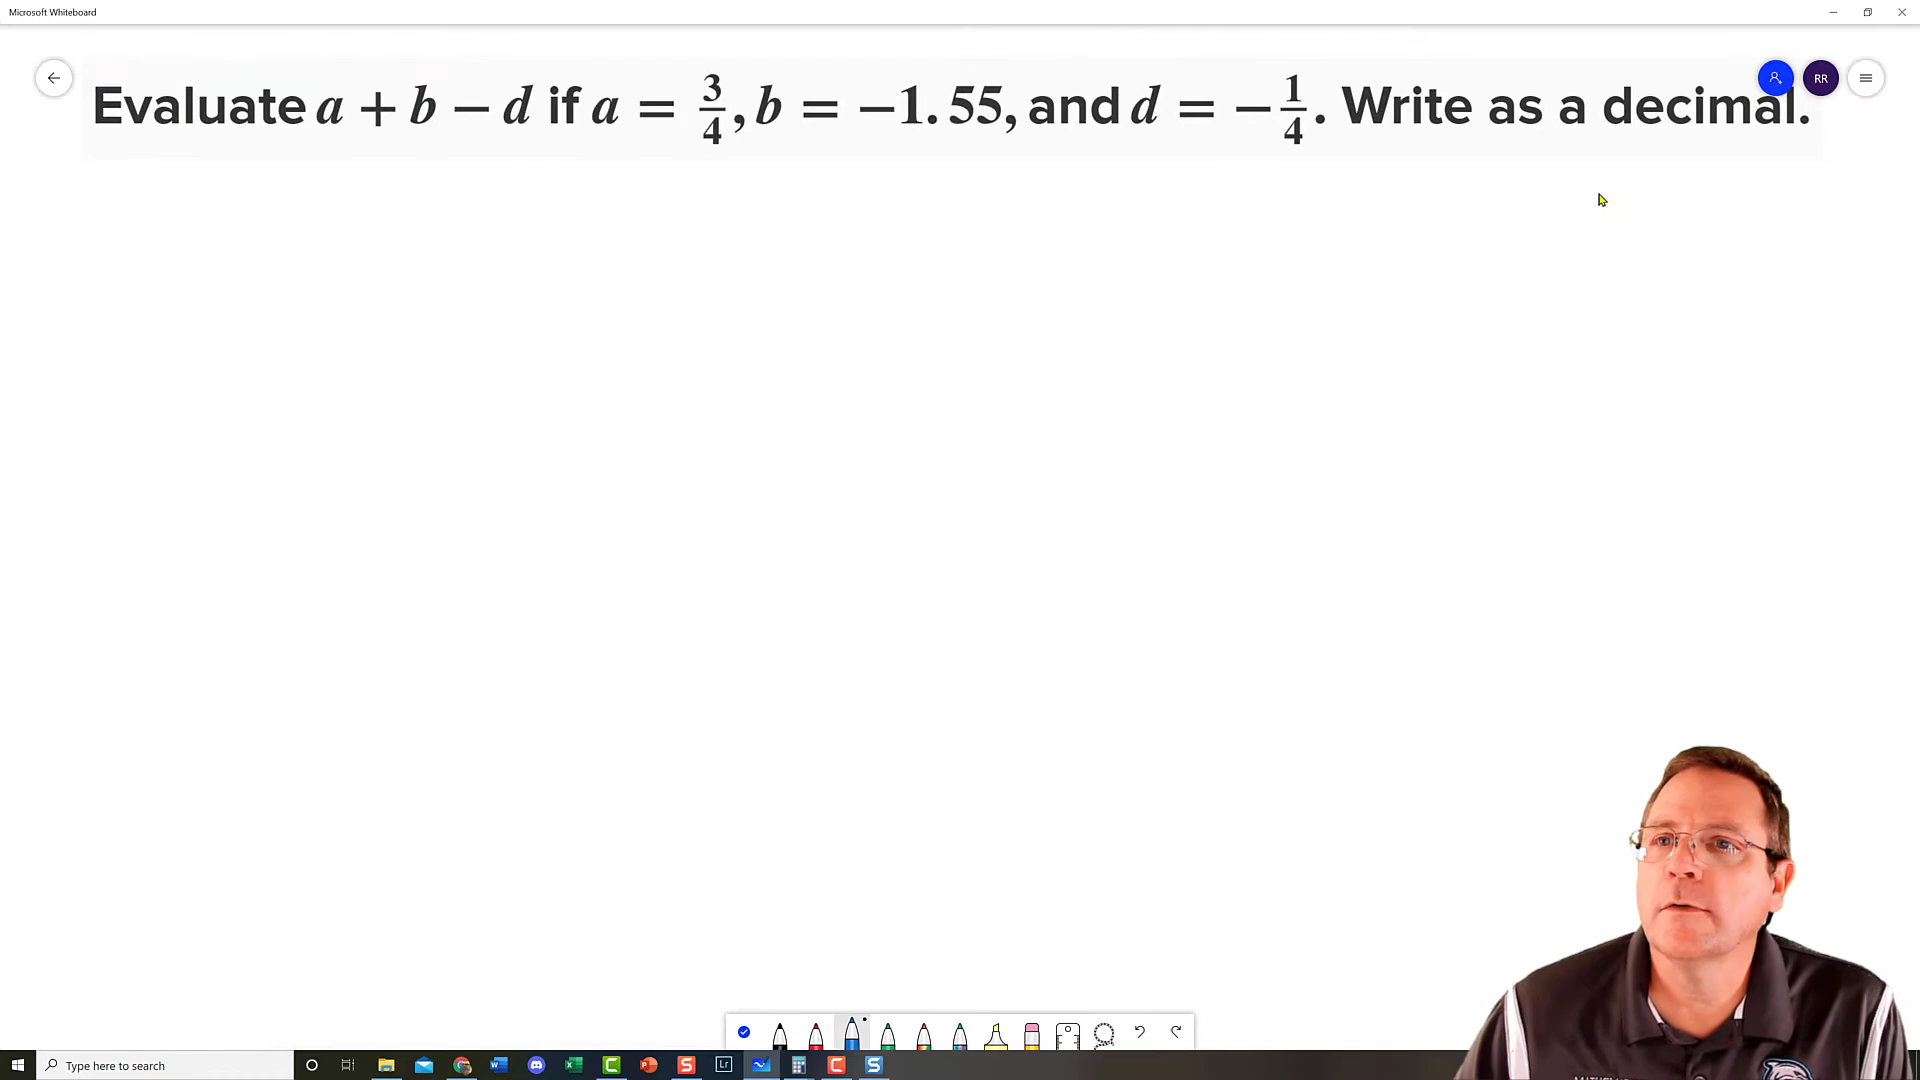 Microsoft Whiteboard
Evaluate a + b − d if a = 3/4, b = −1.55, and d = −1/4. Write as a decimal.
RR
Type here to search